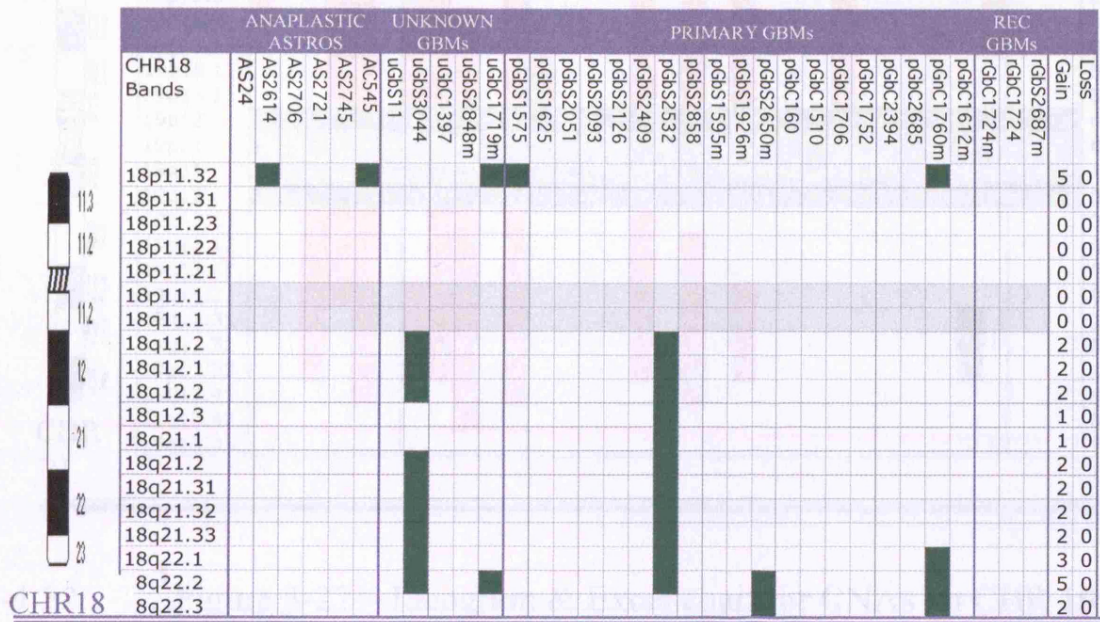 ANAPLASTIC ASTROS UNKNOWN GBMs PRIMARY GBMs REC GBMs
CHR18 Bands AS24 AS2614 AS2706 AS2721 AS2745 AC545 uGbS11 uGbS3044 uGbC1397 uGbS2848m uGbC1719m pGbS1575 pGbS1625 pGbS2051 pGbS2093 pGbS2126 pGbS2409 pGbS2532 pGbS2858 pGbS1595m pGbS1926m pGbS2650m pGbC160 pGbC1510 pGbC1706 pGbC1752 pGbC2394 pGbC2685 pGnC1760m pGbC1612m rGbC1724m rGbC1724 rGbS2687m Gain Loss
18p11.32 5 0
11.3 18p11.31 0 0
18p11.23 0 0
11.2 18p11.22 0 0
18p11.21 0 0
18p11.1 0 0
11.2 18q11.1 0 0
18q11.2 2 0
12 18q12.1 2 0
18q12.2 2 0
18q12.3 1 0
21 18q21.1 1 0
18q21.2 2 0
18q21.31 2 0
22 18q21.32 2 0
18q21.33 2 0
23 18q22.1 3 0
8q22.2 5 0
CHR18 8q22.3 2 0